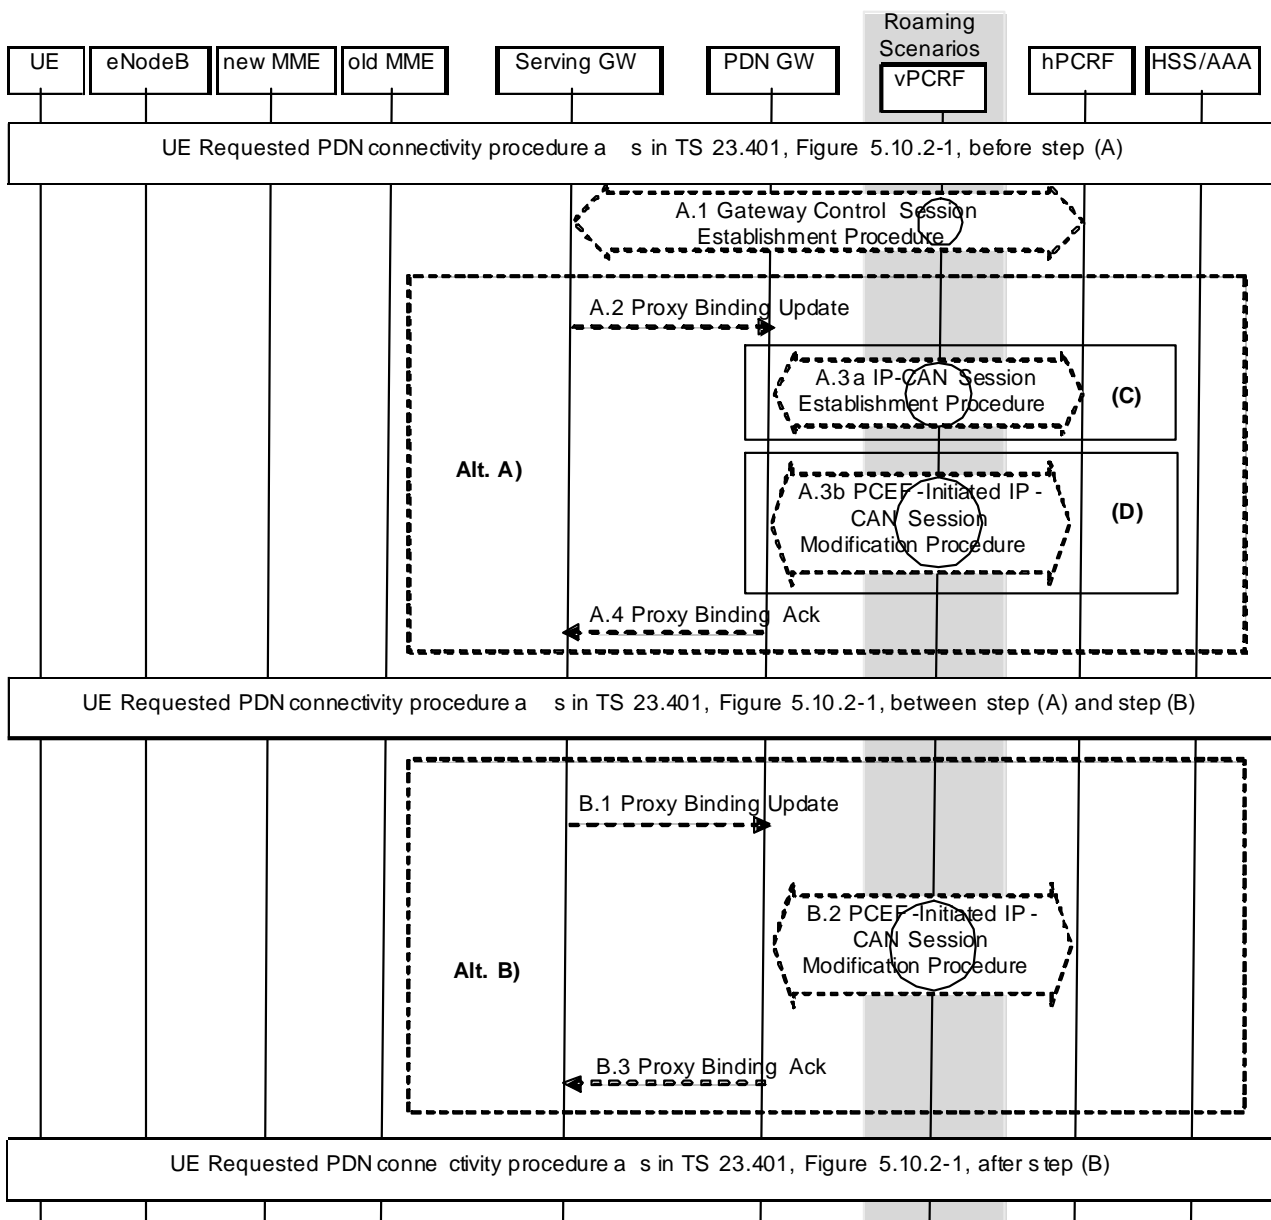 Roaming
Scenarios
UE
eNodeB
new MME
old MME
Serving GW
PDN GW
vPCRF
hPCRF
HSS/AAA
UE Requested PDN connectivity procedure a s in TS 23.401, Figure 5.10.2-1, before step (A)
A.1 Gateway Control Session
Establishment Procedure
A.2 Proxy Binding Update
A.3a IP-CAN Session
Establishment Procedure
(C)
Alt. A)
A.3b PCEF-Initiated IP-
CAN Session
Modification Procedure
(D)
A.4 Proxy Binding Ack
UE Requested PDN connectivity procedure a s in TS 23.401, Figure 5.10.2-1, between step (A) and step (B)
B.1 Proxy Binding Update
B.2 PCEF-Initiated IP-
CAN Session
Modification Procedure
Alt. B)
B.3 Proxy Binding Ack
UE Requested PDN conne ctivity procedure a s in TS 23.401, Figure 5.10.2-1, after step (B)